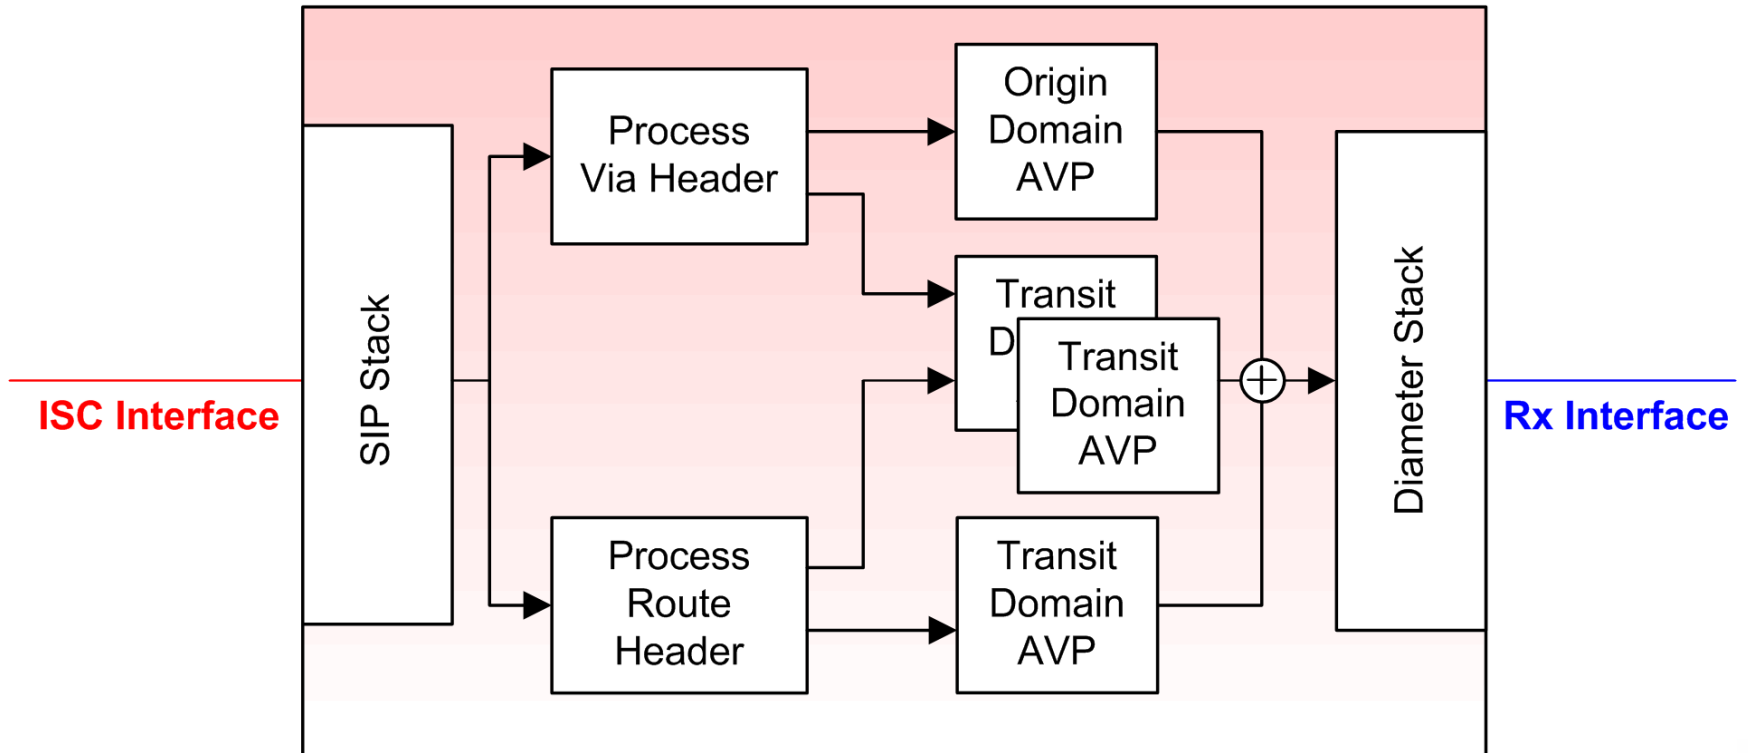 ISC Interface
SIP Stack
Process
Via Header
Process
Route
Header
Origin
Domain
AVP
Transit
D
Transit
Domain
AVP
Transit
Domain
AVP
Diameter Stack
Rx Interface